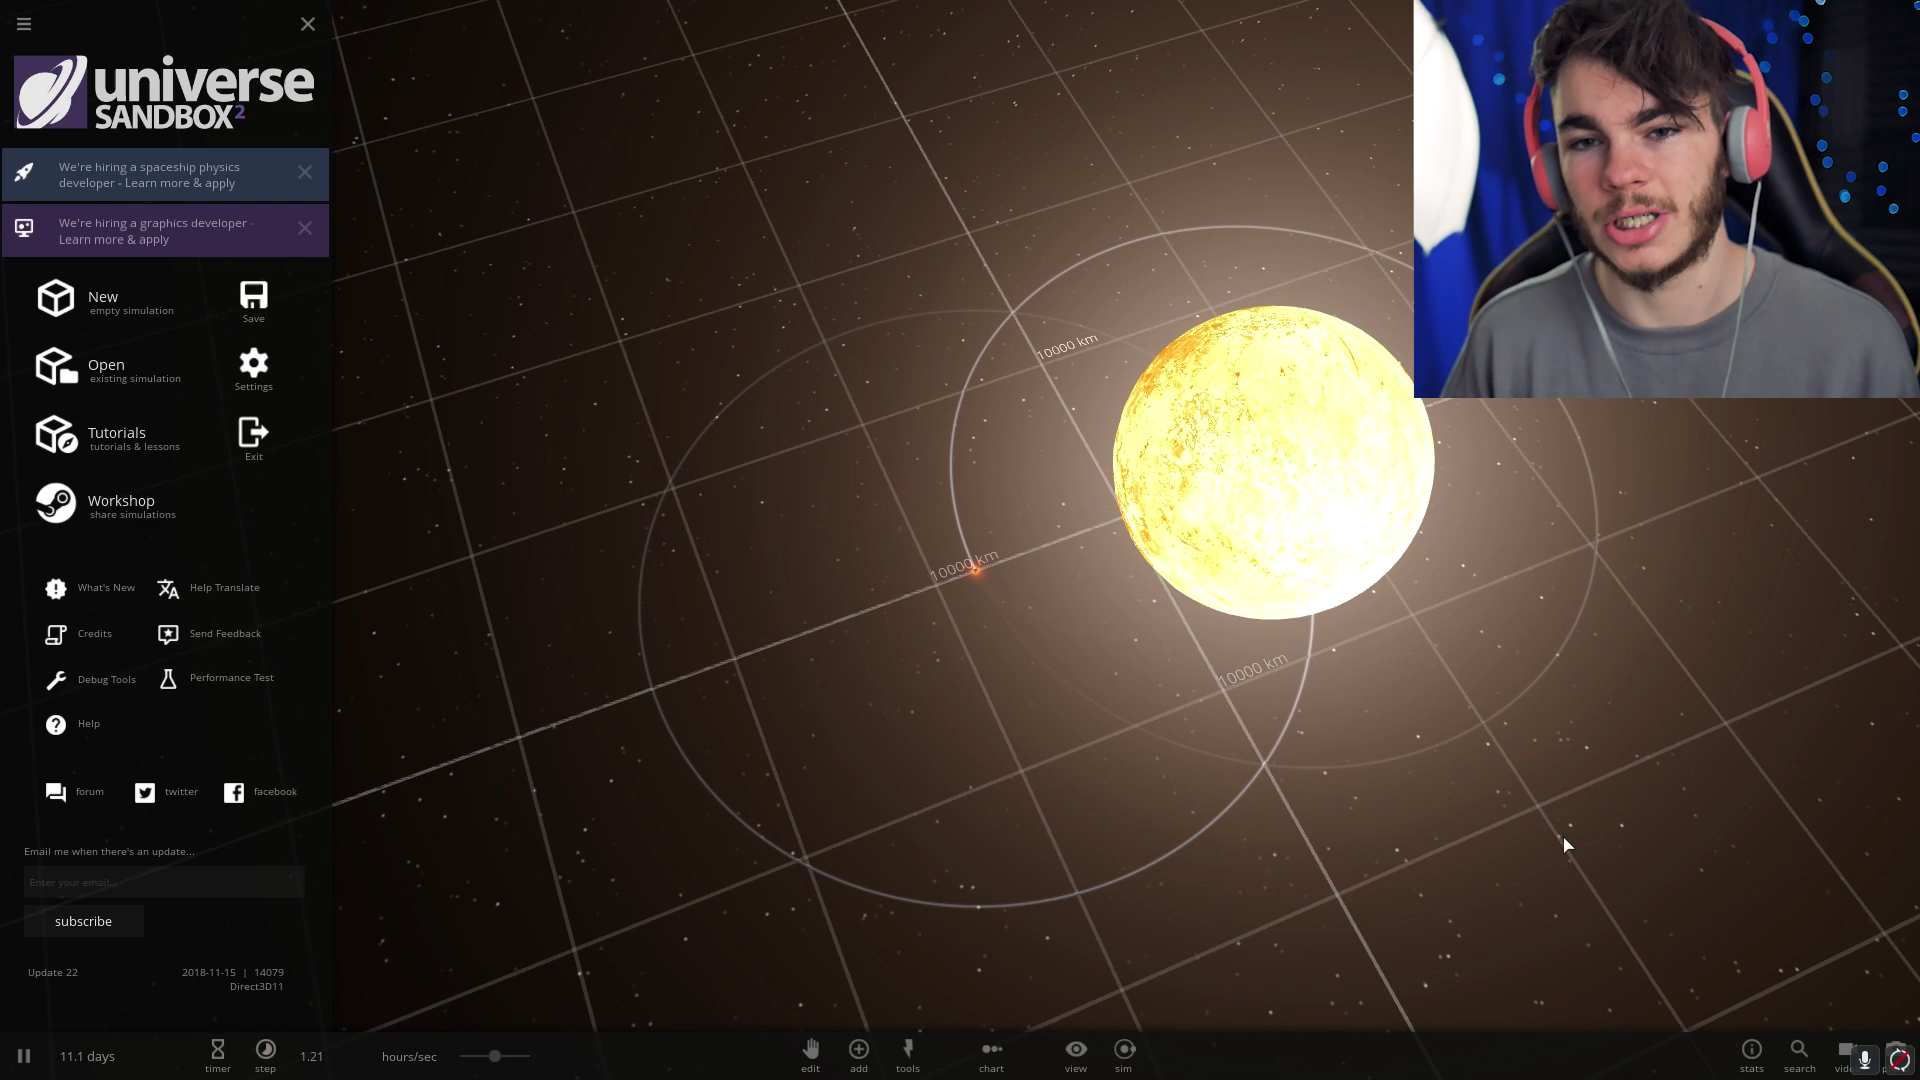 universe
SANDBOX²
We're hiring a spaceship physics
developer - Learn more & apply
We're hiring a graphics developer -
Learn more & apply
New
empty simulation
Save
Open
existing simulation
Settings
Tutorials
tutorials & lessons
Exit
Workshop
share simulations
What's New
Help Translate
Credits
Send Feedback
Debug Tools
Performance Test
Help
forum
twitter
facebook
Email me when there's an update...
Enter your email...
subscribe
Update 22
2018-11-15 | 14079
Direct3D11
10000 km
10000 km
10000 km
11.1 days
timer
step
1.21
hours/sec
edit
add
tools
chart
view
sim
stats
search